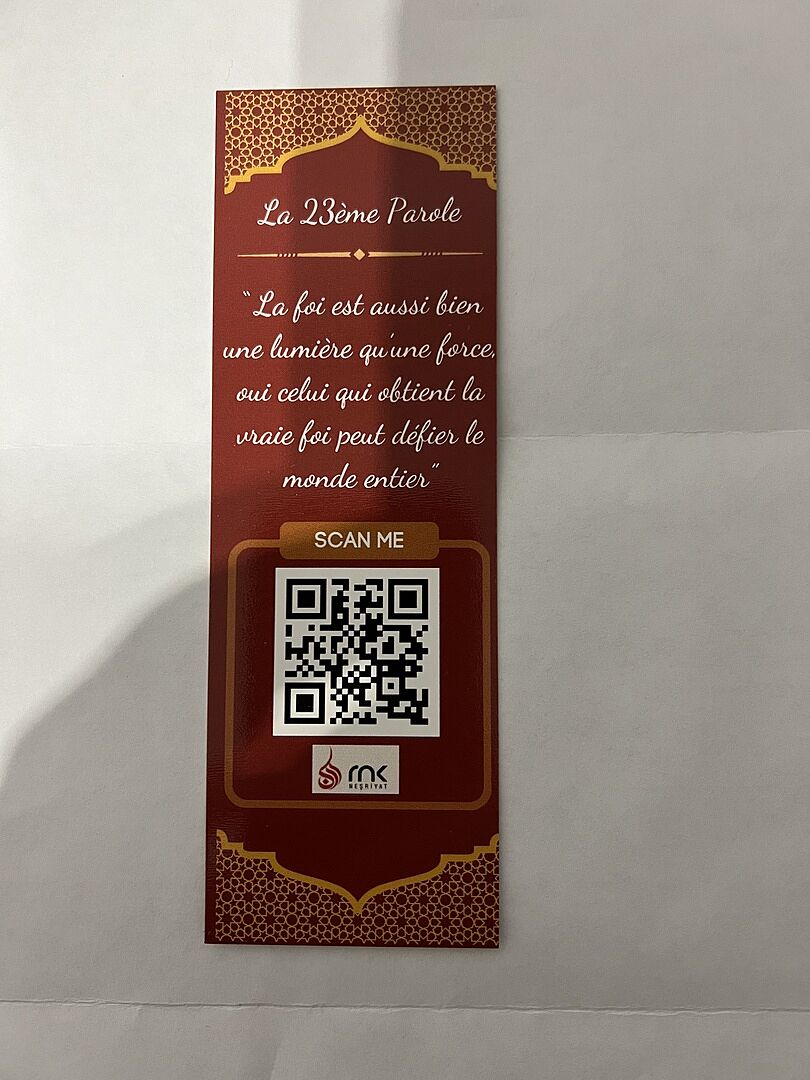 La 23ème Parole
“La foi est aussi bien
une lumière qu'une force,
oui celui qui obtient la
vraie foi peut défier le
monde entier”
SCAN ME
rnk
NEŞRİYAT